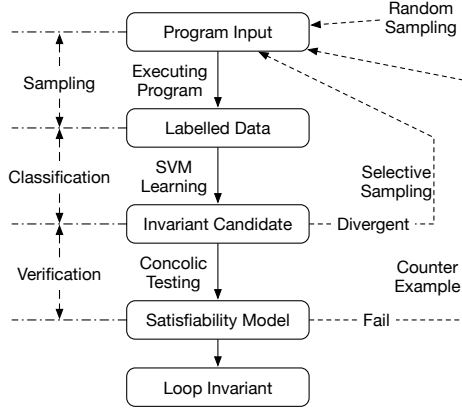 Random
Sampling
Program Input
Executing
Program
Sampling
Labelled Data
SVM
Learning
Classification
Selective
Sampling
Invariant Candidate
Divergent
Concolic
Testing
Verification
Counter
Example
Satisfiability Model
Fail
Loop Invariant